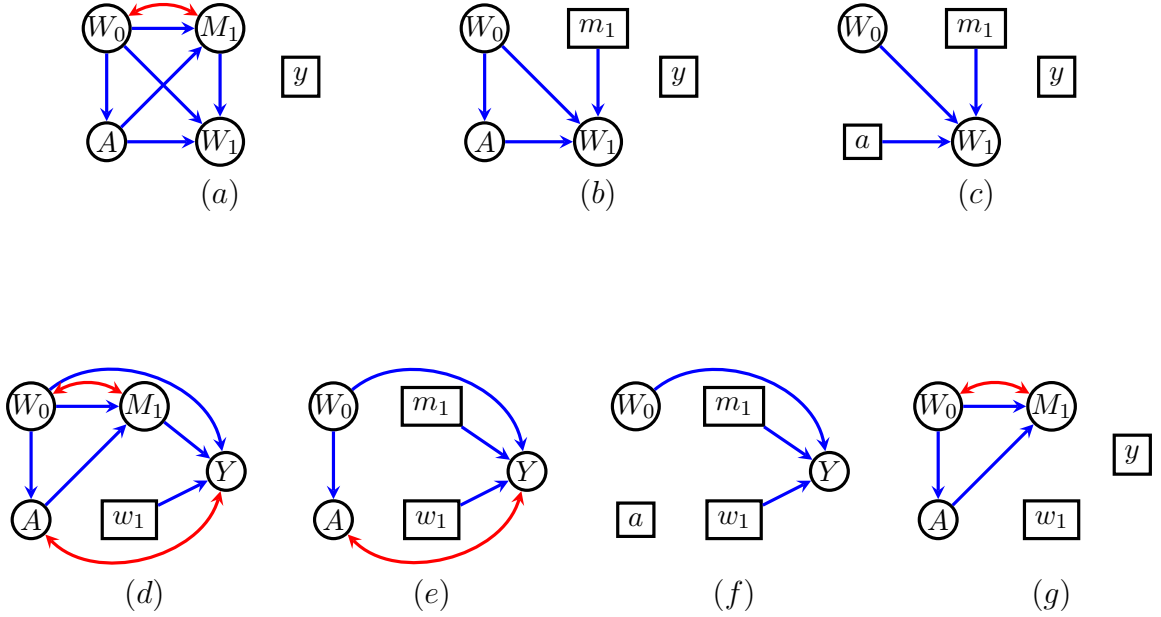 W₀ M₁ y A W₁
(a)
W₀ m₁ y A W₁
(b)
W₀ m₁ y a W₁
(c)
W₀ M₁ Y A w₁
(d)
W₀ m₁ Y A w₁
(e)
W₀ m₁ Y a w₁
(f)
W₀ M₁ y A w₁
(g)